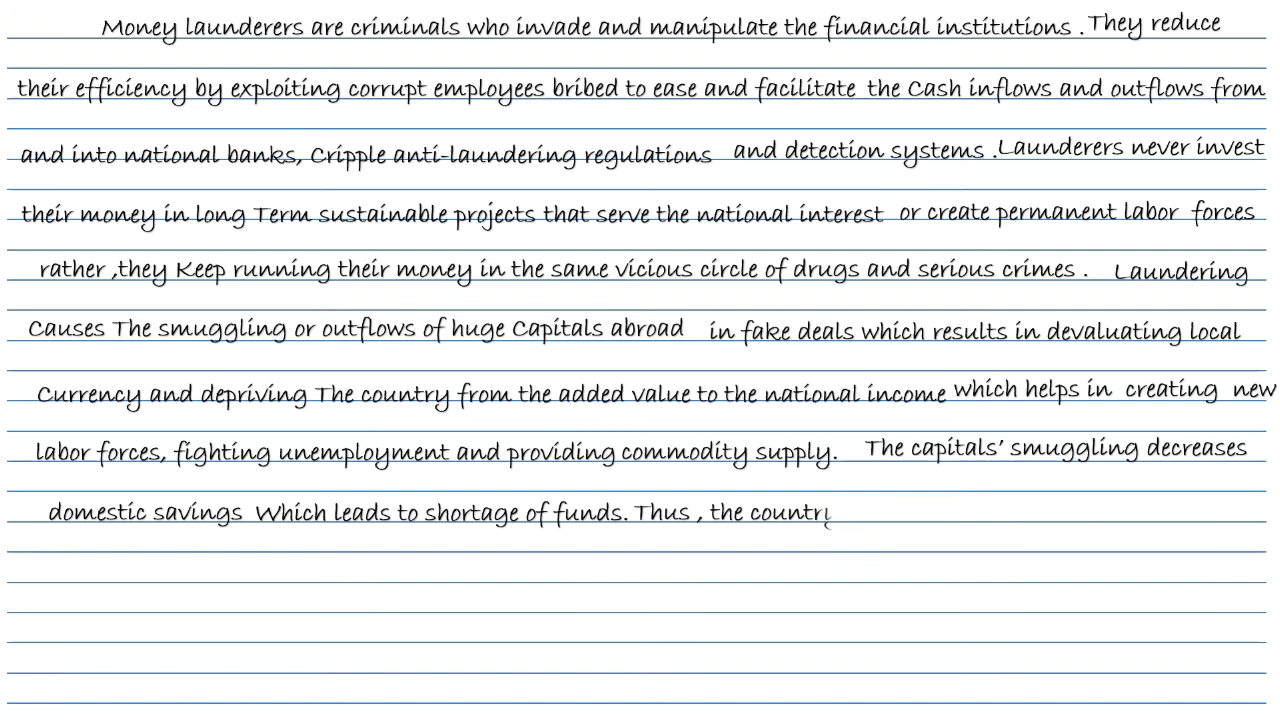 Money launderers are criminals who invade and manipulate the financial institutions . They reduce
their efficiency by exploiting corrupt employees bribed to ease and facilitate the Cash inflows and outflows from
and into national banks, Cripple anti-laundering regulations and detection systems .Launderers never invest
their money in long Term sustainable projects that serve the national interest or create permanent labor forces
rather ,they Keep running their money in the same vicious circle of drugs and serious crimes . Laundering
Causes The smuggling or outflows of huge Capitals abroad in fake deals which results in devaluating local
Currency and depriving The country from the added value to the national income which helps in creating new
labor forces, fighting unemployment and providing commodity supply. The capitals' smuggling decreases
domestic savings Which leads to shortage of funds. Thus , the country